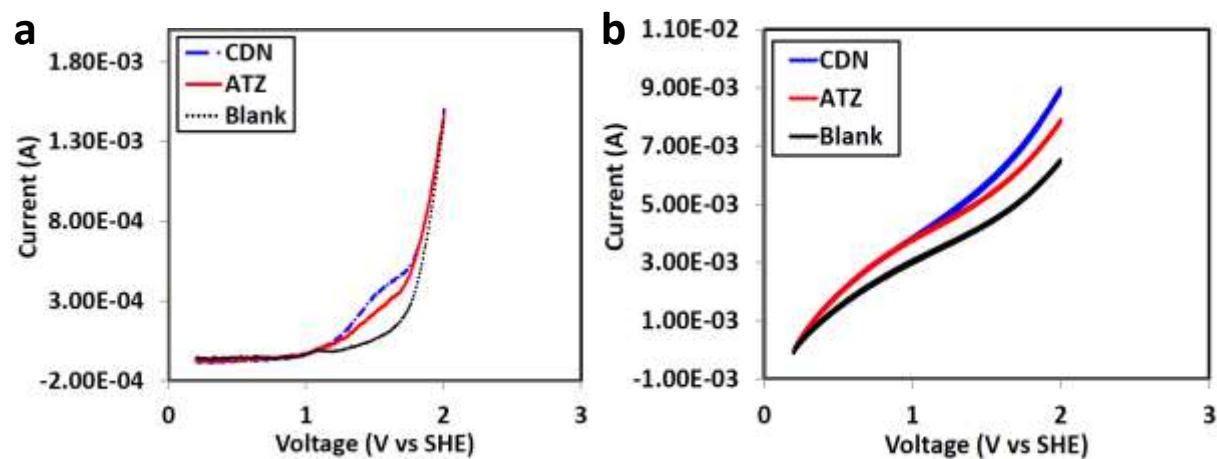 a
CDN
ATZ
Blank
1.80E-03
1.30E-03
8.00E-04
3.00E-04
-2.00E-04
Current (A)
0 1 2 3
Voltage (V vs SHE)
b
CDN
ATZ
Blank
1.10E-02
9.00E-03
7.00E-03
5.00E-03
3.00E-03
1.00E-03
-1.00E-03
Current (A)
0 1 2 3
Voltage (V vs SHE)